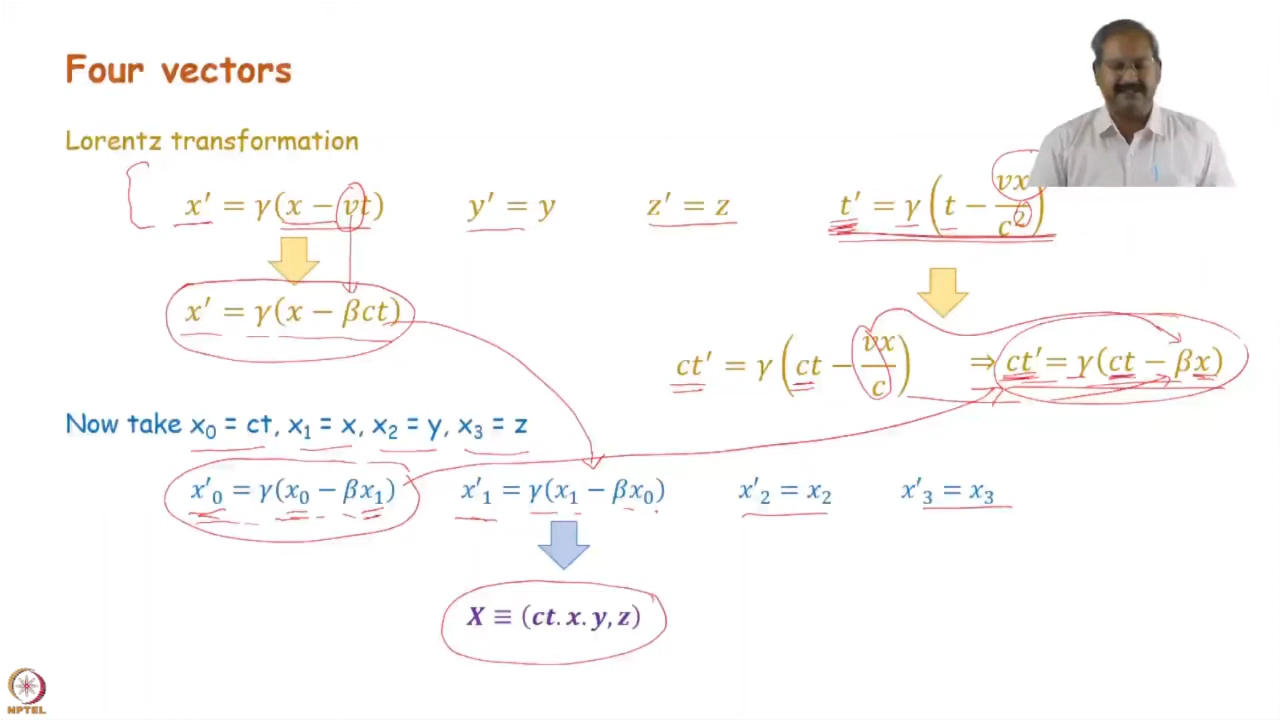 Four vectors
Lorentz transformation
x′ = γ(x − vt) y′ = y z′ = z t′ = γ(t − vx/c²)
x′ = γ(x − βct)
ct′ = γ(ct − vx/c) ⇒ ct′ = γ(ct − βx)
Now take x₀ = ct, x₁ = x, x₂ = y, x₃ = z
x′₀ = γ(x₀ − βx₁) x′₁ = γ(x₁ − βx₀) x′₂ = x₂ x′₃ = x₃
X ≡ (ct. x. y, z)
NPTEL